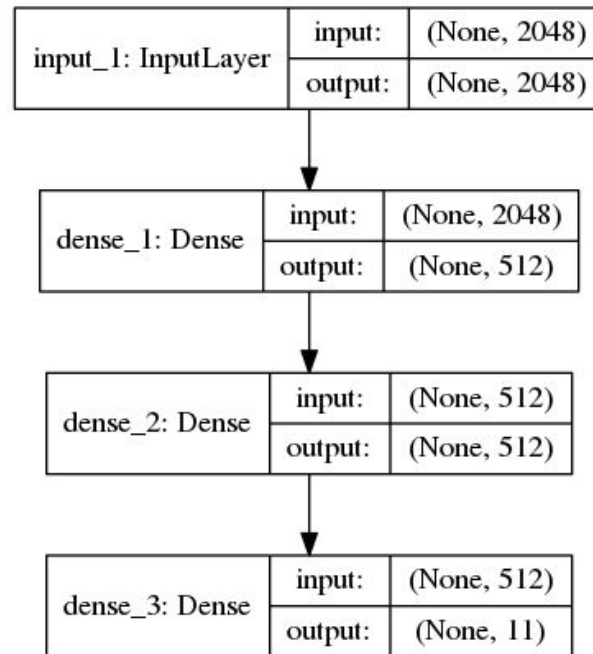 input_1: InputLayer
input: (None, 2048)
output: (None, 2048)
dense_1: Dense
input: (None, 2048)
output: (None, 512)
dense_2: Dense
input: (None, 512)
output: (None, 512)
dense_3: Dense
input: (None, 512)
output: (None, 11)